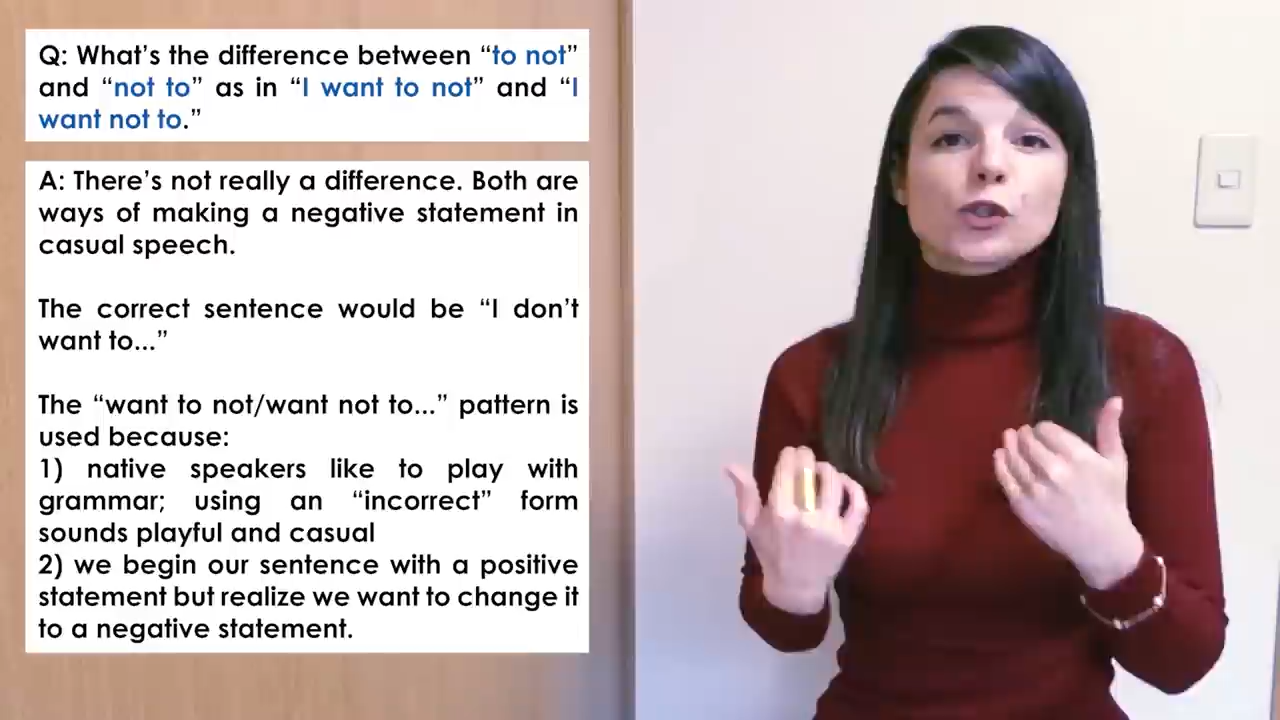 Q: What’s the difference between “to not”
and “not to” as in “I want to not” and “I
want not to.”
A: There’s not really a difference. Both are
ways of making a negative statement in
casual speech.
The correct sentence would be “I don’t
want to...”
The “want to not/want not to...” pattern is
used because:
1) native speakers like to play with
grammar; using an “incorrect” form
sounds playful and casual
2) we begin our sentence with a positive
statement but realize we want to change it
to a negative statement.